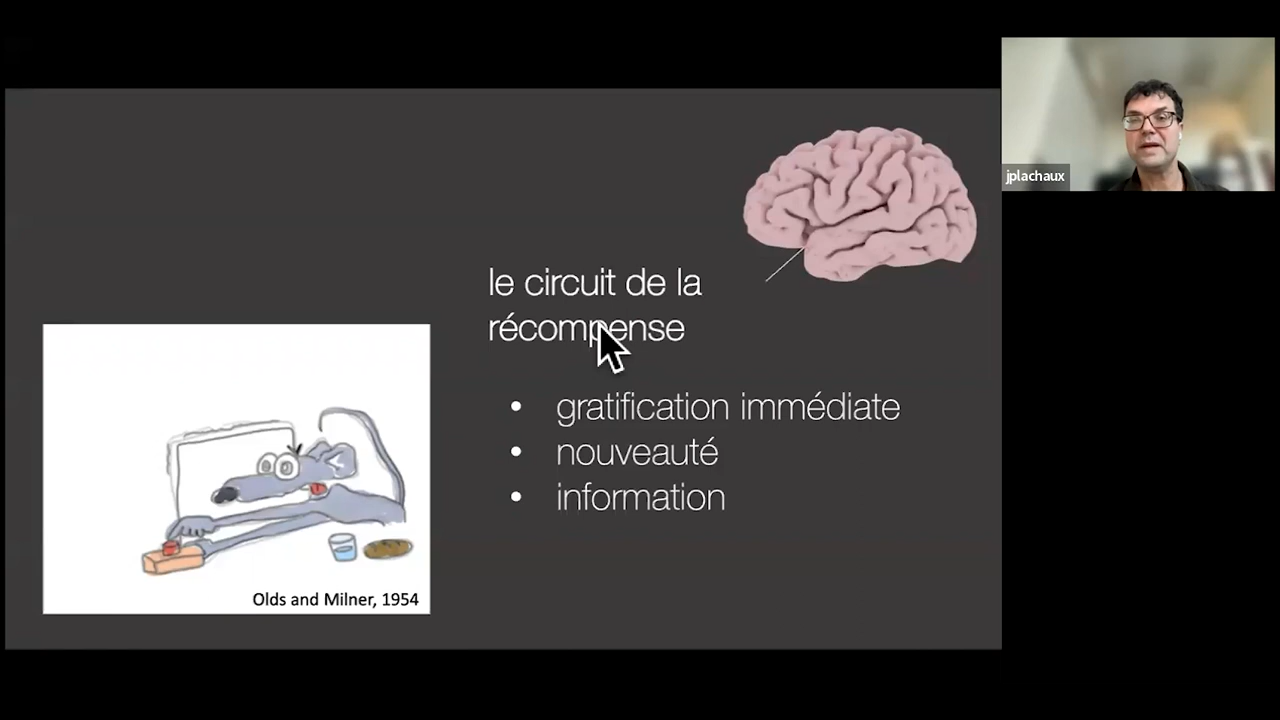 jplachaux
le circuit de la
récompense
• gratification immédiate
• nouveauté
• information
Olds and Milner, 1954